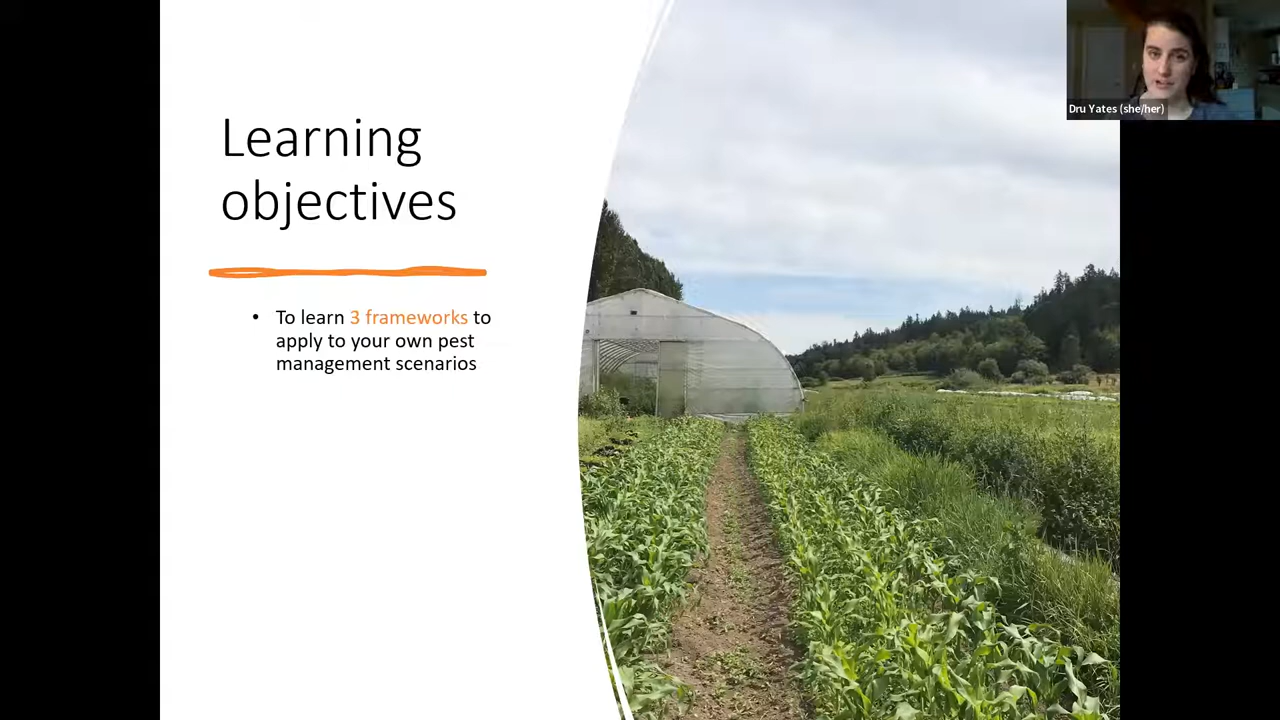 Learning
objectives
• To learn 3 frameworks to
apply to your own pest
management scenarios
Dru Yates (she/her)